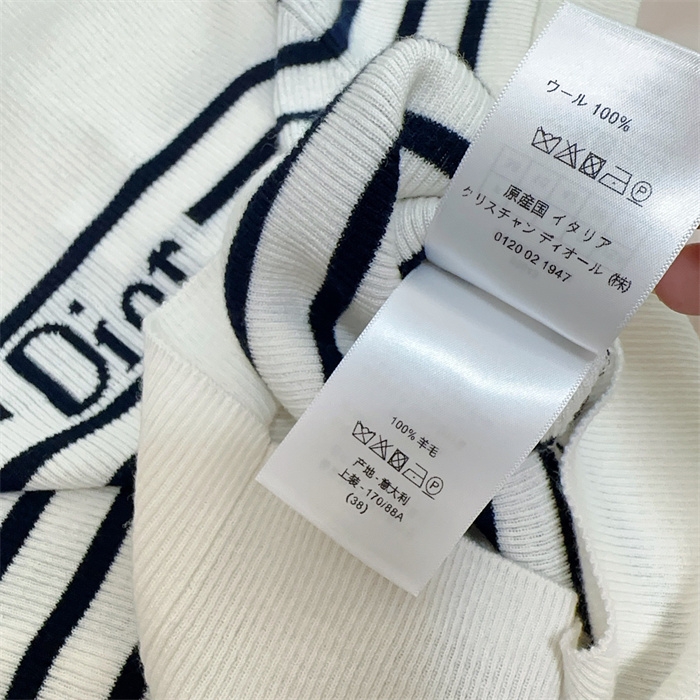 ウール 100%
原産国 イタリア
クリスチャン ディオール (株)
0120 02 1947
Dior
100% 羊毛
产地 - 意大利
上装 - 170/88A
(38)